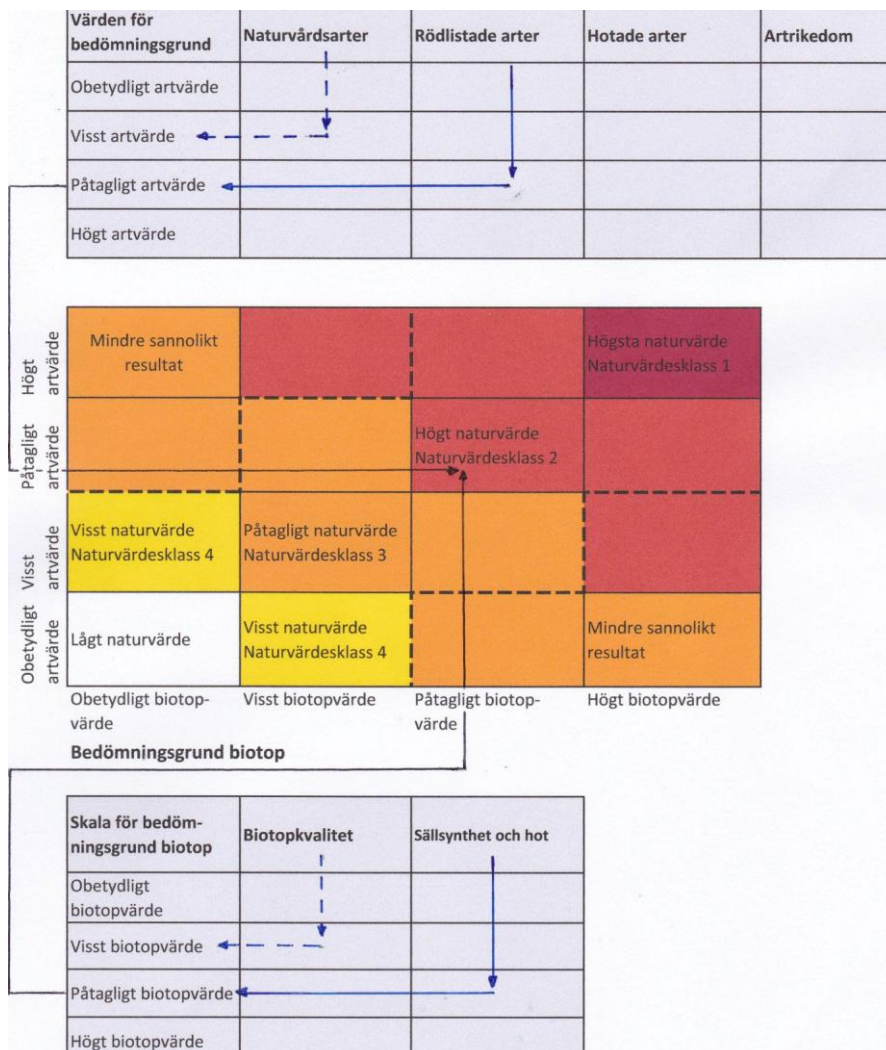 Värden för
bedömningsgrund
Naturvårdsarter
Rödlistade arter
Hotade arter
Artrikedom
Obetydligt artvärde
Visst artvärde
Påtagligt artvärde
Högt artvärde
Högt
artvärde
Mindre sannolikt
resultat
Högsta naturvärde
Naturvärdesklass 1
Påtagligt
artvärde
Högt naturvärde
Naturvärdesklass 2
Visst
artvärde
Visst naturvärde
Naturvärdesklass 4
Påtagligt naturvärde
Naturvärdesklass 3
Obetydligt
artvärde
Lågt naturvärde
Visst naturvärde
Naturvärdesklass 4
Mindre sannolikt
resultat
Obetydligt biotop-
värde
Visst biotopvärde
Påtagligt biotop-
värde
Högt biotopvärde
Bedömningsgrund biotop
Skala för bedöm-
ningsgrund biotop
Biotopkvalitet
Sällsynthet och hot
Obetydligt
biotopvärde
Visst biotopvärde
Påtagligt biotopvärde
Högt biotopvärde